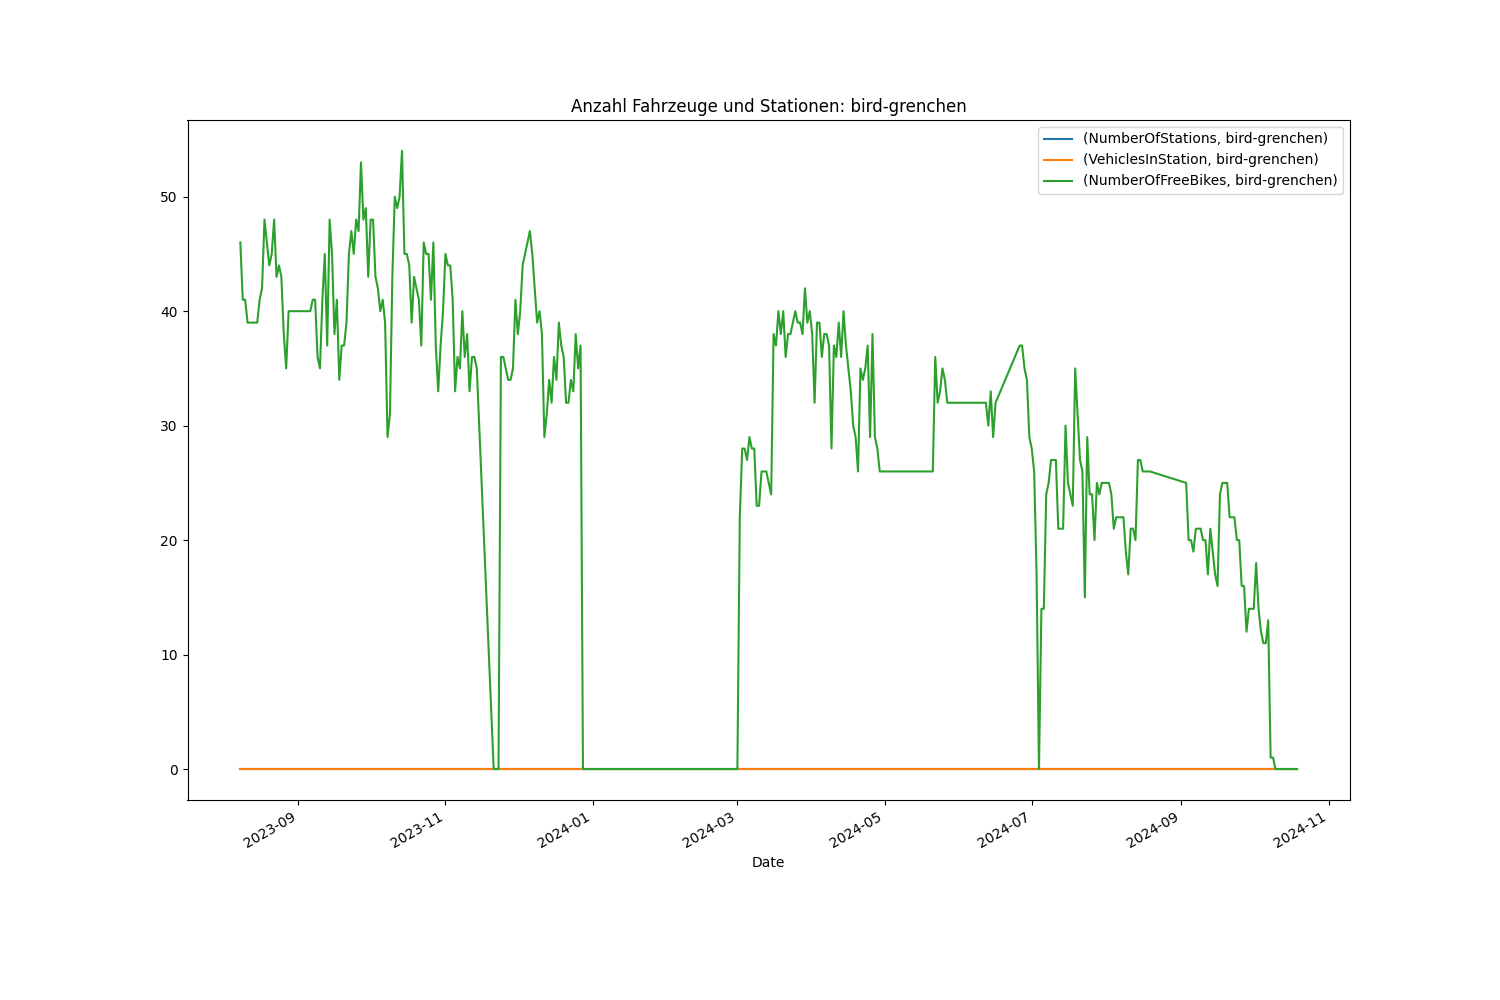 Anzahl Fahrzeuge und Stationen: bird-grenchen
(NumberOfStations, bird-grenchen)
(VehiclesInStation, bird-grenchen)
(NumberOfFreeBikes, bird-grenchen)
50
40
30
20
10
0
2023-09
2023-11
2024-01
2024-03
2024-05
2024-07
2024-09
2024-11
Date